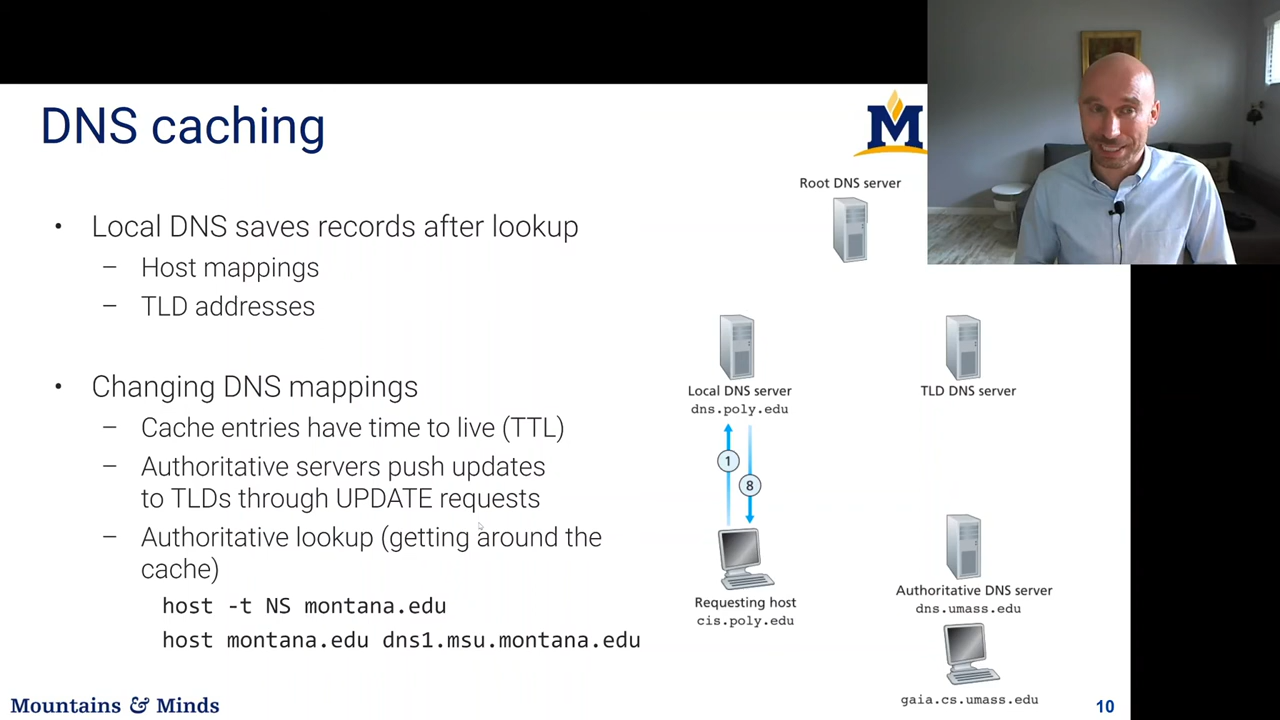 DNS caching
M
• Local DNS saves records after lookup
– Host mappings
– TLD addresses
• Changing DNS mappings
– Cache entries have time to live (TTL)
– Authoritative servers push updates
to TLDs through UPDATE requests
– Authoritative lookup (getting around the
cache)
host -t NS montana.edu
host montana.edu dns1.msu.montana.edu
Root DNS server
Local DNS server
dns.poly.edu
TLD DNS server
1
8
Requesting host
cis.poly.edu
Authoritative DNS server
dns.umass.edu
gaia.cs.umass.edu
Mountains & Minds
10